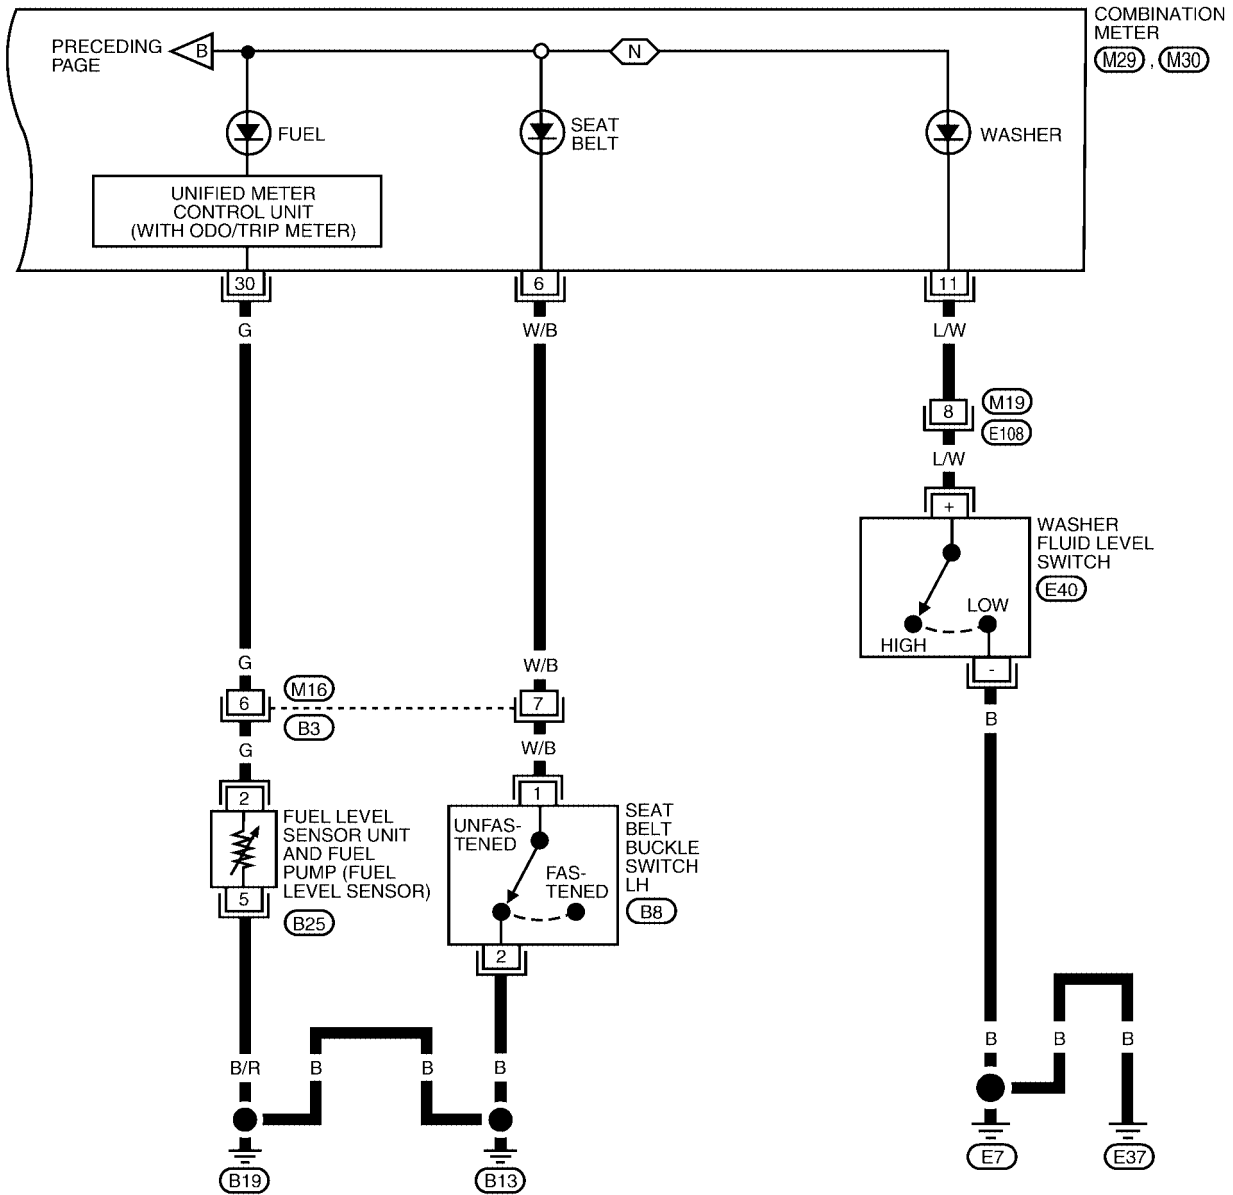 COMBINATION
METER
M29 , M30
PRECEDING
PAGE
B
N
FUEL
SEAT
BELT
WASHER
UNIFIED METER
CONTROL UNIT
(WITH ODO/TRIP METER)
30
6
11
G
W/B
L/W
8
M19
E108
L/W
+
WASHER
FLUID LEVEL
SWITCH
E40
LOW
HIGH
-
B
G
W/B
6
M16
B3
7
G
W/B
2
FUEL LEVEL
SENSOR UNIT
AND FUEL
PUMP (FUEL
LEVEL SENSOR)
5
B25
1
UNFAS-
TENED
FAS-
TENED
SEAT
BELT
BUCKLE
SWITCH
LH
B8
2
B/R
B
B
B
B
B
B
B19
B13
E7
E37